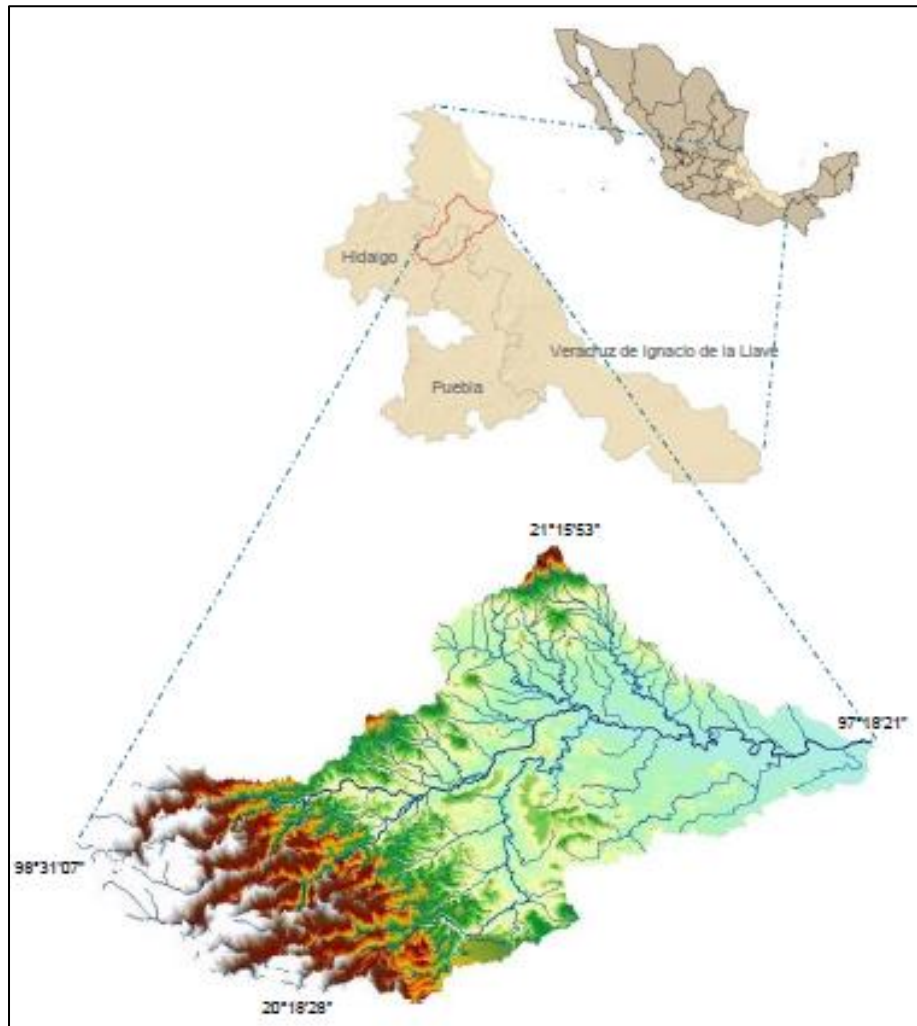 Hidalgo
Veracruz de Ignacio de la Llave
Puebla
21°15'53"
97°18'21"
98°31'07"
20°18'28"